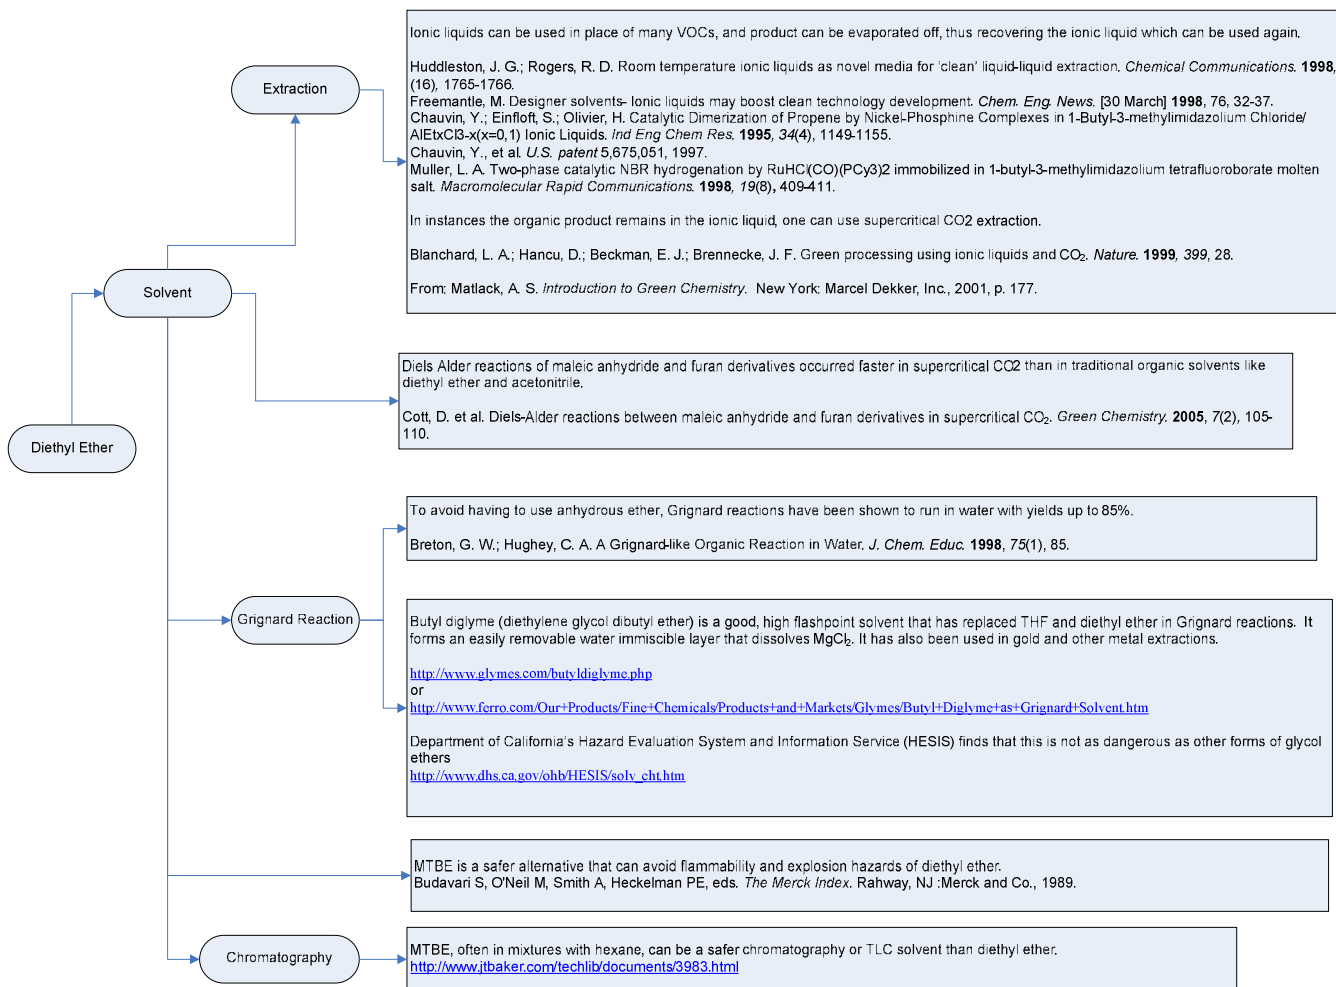 Ionic liquids can be used in place of many VOCs, and product can be evaporated off, thus recovering the ionic liquid which can be used again.
Huddleston, J. G.; Rogers, R. D. Room temperature ionic liquids as novel media for 'clean' liquid-liquid extraction. Chemical Communications. 1998,
(16), 1765-1766.
Freemantle, M. Designer solvents- Ionic liquids may boost clean technology development. Chem. Eng. News. [30 March] 1998, 76, 32-37.
Chauvin, Y.; Einfloft, S.; Olivier, H. Catalytic Dimerization of Propene by Nickel-Phosphine Complexes in 1-Butyl-3-methylimidazolium Chloride/
AlEtxCl3-x(x=0,1) Ionic Liquids. Ind Eng Chem Res. 1995, 34(4), 1149-1155.
Chauvin, Y., et al. U.S. patent 5,675,051, 1997.
Muller, L. A. Two-phase catalytic NBR hydrogenation by RuHCl(CO)(PCy3)2 immobilized in 1-butyl-3-methylimidazolium tetrafluoroborate molten
salt. Macromolecular Rapid Communications. 1998, 19(8), 409-411.
In instances the organic product remains in the ionic liquid, one can use supercritical CO2 extraction.
Blanchard, L. A.; Hancu, D.; Beckman, E. J.; Brennecke, J. F. Green processing using ionic liquids and CO₂. Nature. 1999, 399, 28.
From: Matlack, A. S. Introduction to Green Chemistry. New York: Marcel Dekker, Inc., 2001, p. 177.
Extraction
Solvent
Diels Alder reactions of maleic anhydride and furan derivatives occurred faster in supercritical CO2 than in traditional organic solvents like
diethyl ether and acetonitrile.
Cott, D. et al. Diels-Alder reactions between maleic anhydride and furan derivatives in supercritical CO₂. Green Chemistry. 2005, 7(2), 105-
110.
Diethyl Ether
To avoid having to use anhydrous ether, Grignard reactions have been shown to run in water with yields up to 85%.
Breton, G. W.; Hughey, C. A. A Grignard-like Organic Reaction in Water. J. Chem. Educ. 1998, 75(1), 85.
Grignard Reaction
Butyl diglyme (diethylene glycol dibutyl ether) is a good, high flashpoint solvent that has replaced THF and diethyl ether in Grignard reactions. It
forms an easily removable water immiscible layer that dissolves MgCl₂. It has also been used in gold and other metal extractions.
http://www.glymes.com/butyldiglyme.php
or
http://www.ferro.com/Our+Products/Fine+Chemicals/Products+and+Markets/Glymes/Butyl+Diglyme+as+Grignard+Solvent.htm
Department of California's Hazard Evaluation System and Information Service (HESIS) finds that this is not as dangerous as other forms of glycol
ethers
http://www.dhs.ca.gov/ohb/HESIS/solv_cht.htm
MTBE is a safer alternative that can avoid flammability and explosion hazards of diethyl ether.
Budavari S, O'Neil M, Smith A, Heckelman PE, eds. The Merck Index. Rahway, NJ :Merck and Co., 1989.
Chromatography
MTBE, often in mixtures with hexane, can be a safer chromatography or TLC solvent than diethyl ether.
http://www.jtbaker.com/techlib/documents/3983.html